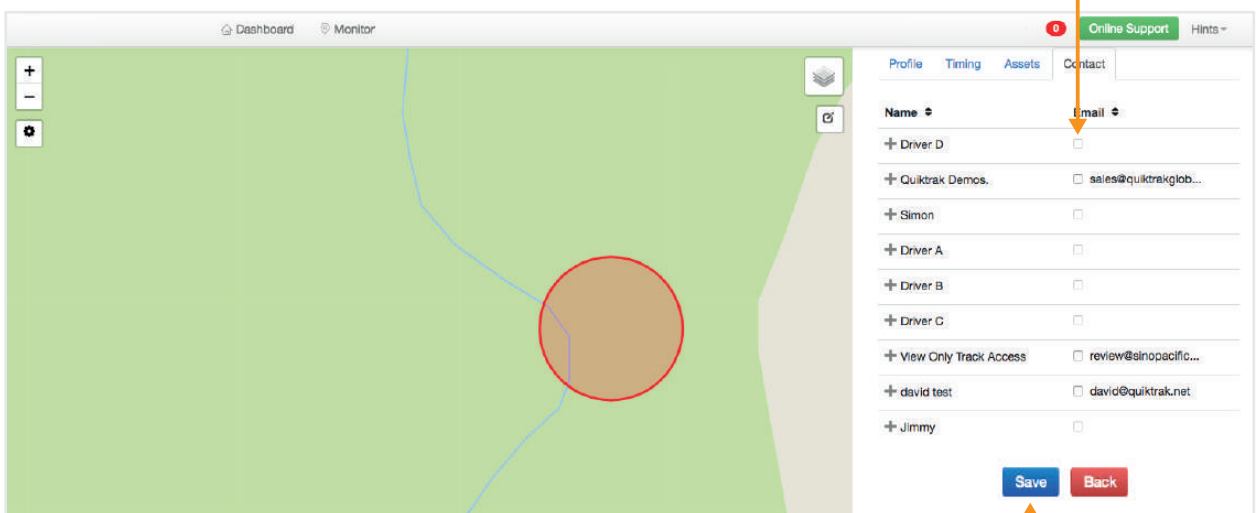 Dashboard Monitor 0 Online Support Hints
+
−
Profile Timing Assets Contact
Name Email
Driver D
Quiktrak Demos. sales@quiktrakglob...
Simon
Driver A
Driver B
Driver C
View Only Track Access review@sinopacific...
david test david@quiktrak.net
Jimmy
Save Back